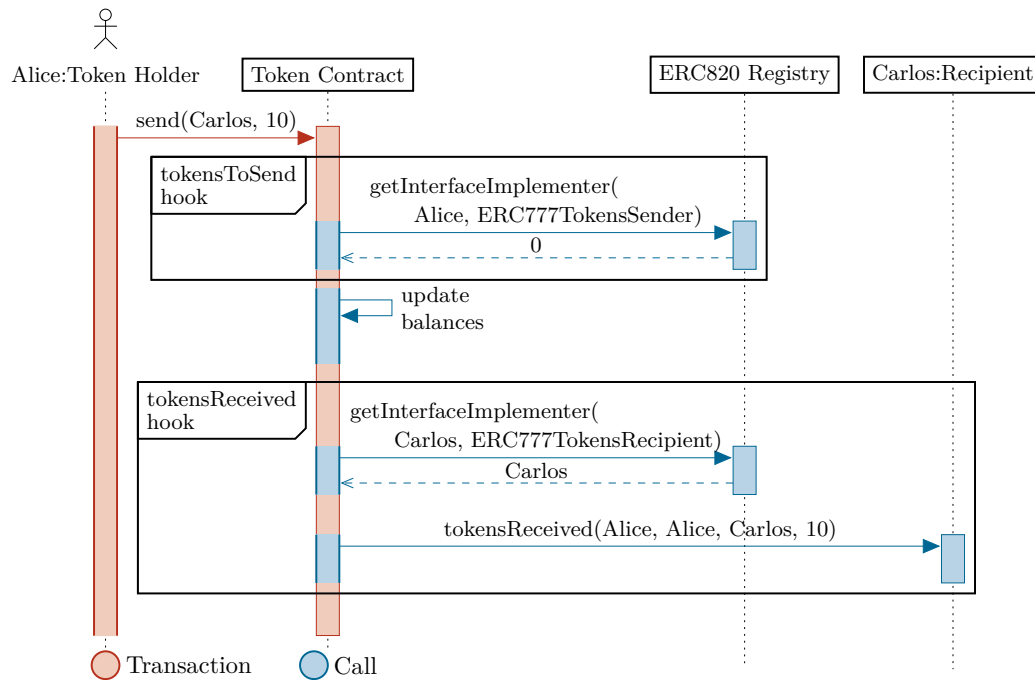 Alice:Token Holder
Token Contract
ERC820 Registry
Carlos:Recipient
send(Carlos, 10)
tokensToSend
hook
getInterfaceImplementer(
Alice, ERC777TokensSender)
0
update
balances
tokensReceived
hook
getInterfaceImplementer(
Carlos, ERC777TokensRecipient)
Carlos
tokensReceived(Alice, Alice, Carlos, 10)
Transaction
Call